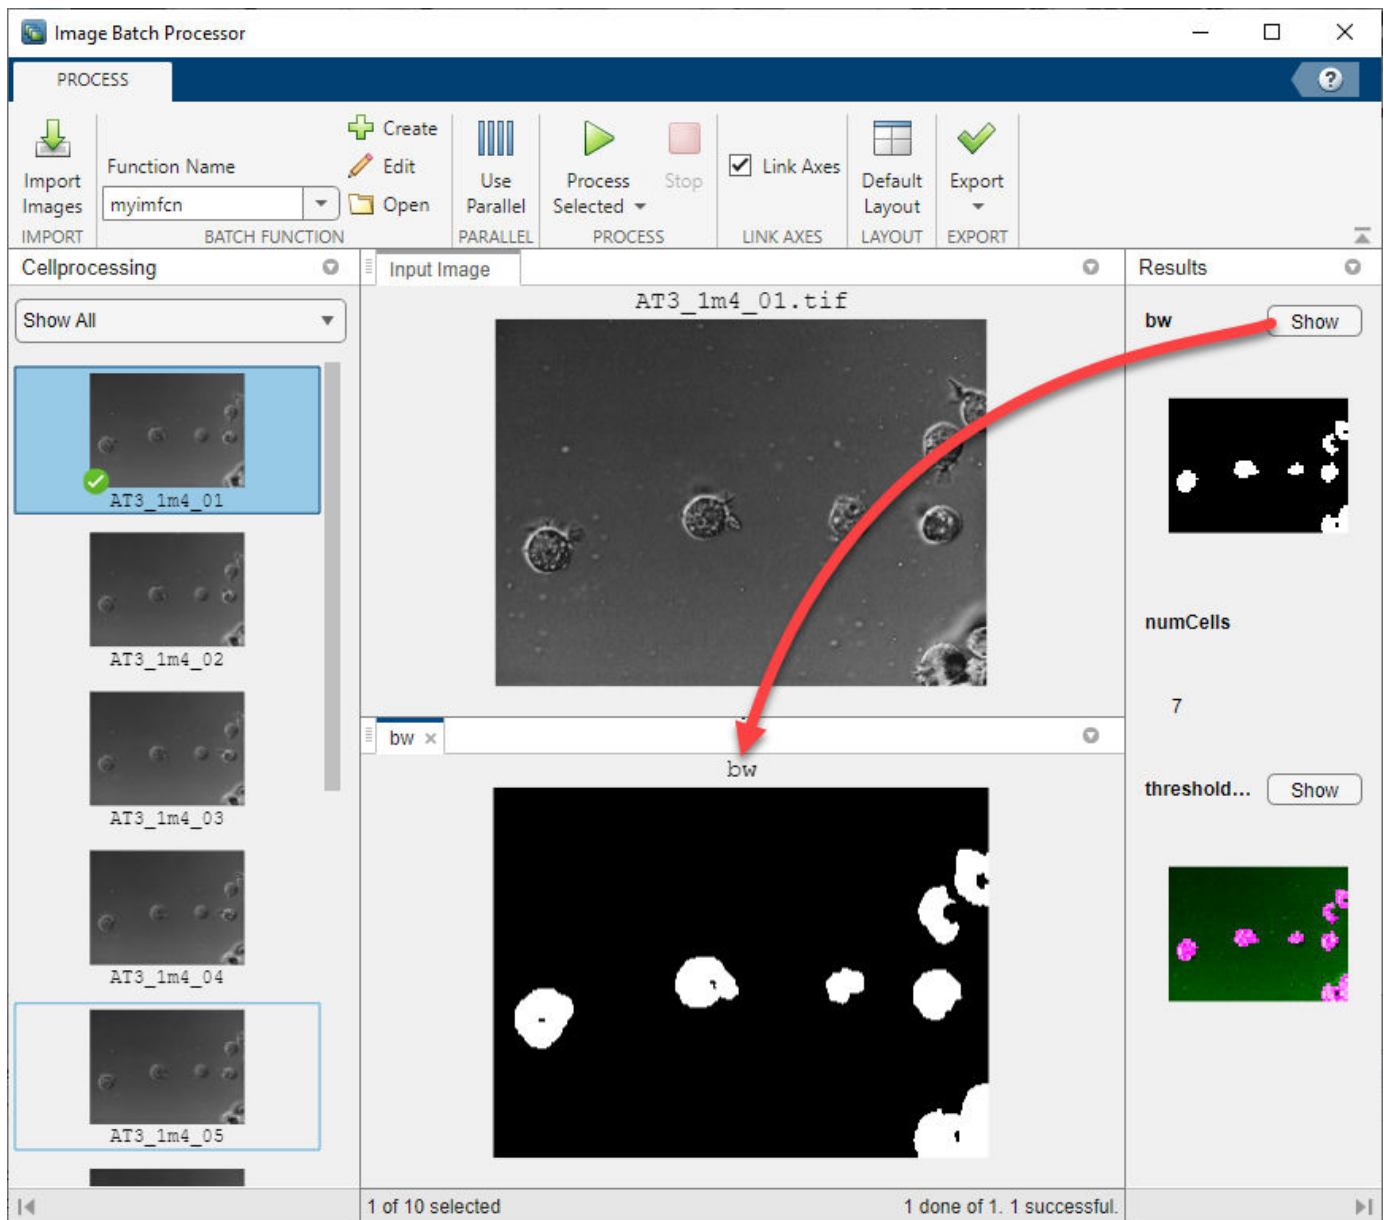 Image Batch Processor
PROCESS
?
Import
Images
IMPORT
Function Name
myimfcn
Create
Edit
Open
BATCH FUNCTION
Use
Parallel
PARALLEL
Process
Selected
Stop
PROCESS
Link Axes
LINK AXES
Default
Layout
LAYOUT
Export
EXPORT
Cellprocessing
Show All
AT3_1m4_01
AT3_1m4_02
AT3_1m4_03
AT3_1m4_04
AT3_1m4_05
Input Image
AT3_1m4_01.tif
bw
bw
Results
bw
Show
numCells
7
threshold...
Show
1 of 10 selected
1 done of 1. 1 successful.